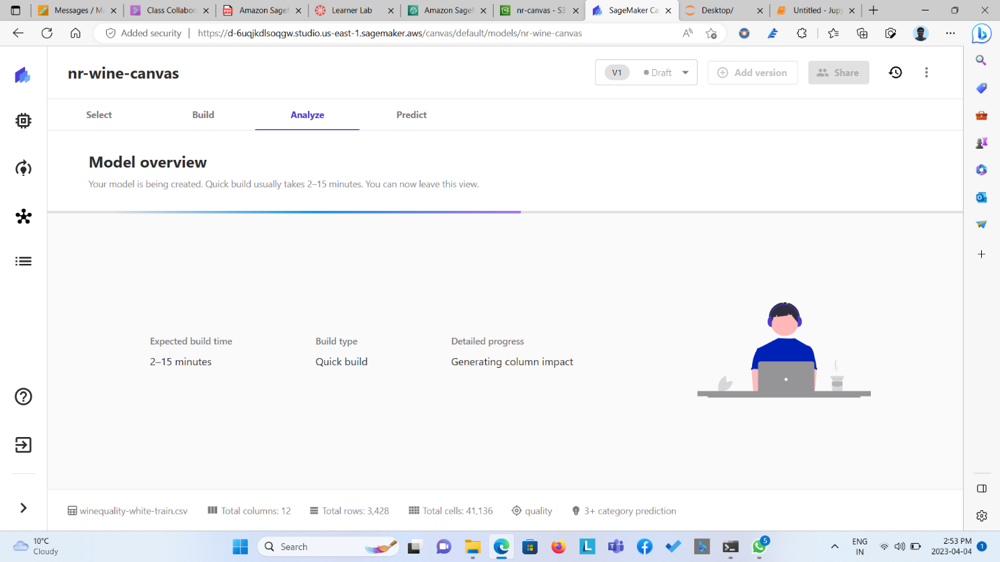 Messages / Ma
Class Collabora
Amazon SageM
Learner Lab
Amazon SageM
nr-canvas - S3
SageMaker Ca
Desktop/
Untitled - Jup
Added security
https://d-6uqjkdlsoqgw.studio.us-east-1.sagemaker.aws/canvas/default/models/nr-wine-canvas
nr-wine-canvas
V1
Draft
Add version
Share
Select
Build
Analyze
Predict
Model overview
Your model is being created. Quick build usually takes 2–15 minutes. You can now leave this view.
Expected build time
Build type
Detailed progress
2–15 minutes
Quick build
Generating column impact
winequality-white-train.csv
Total columns: 12
Total rows: 3,428
Total cells: 41,136
quality
3+ category prediction
10°C
Cloudy
Search
5
ENG
IN
2:53 PM
2023-04-04
1